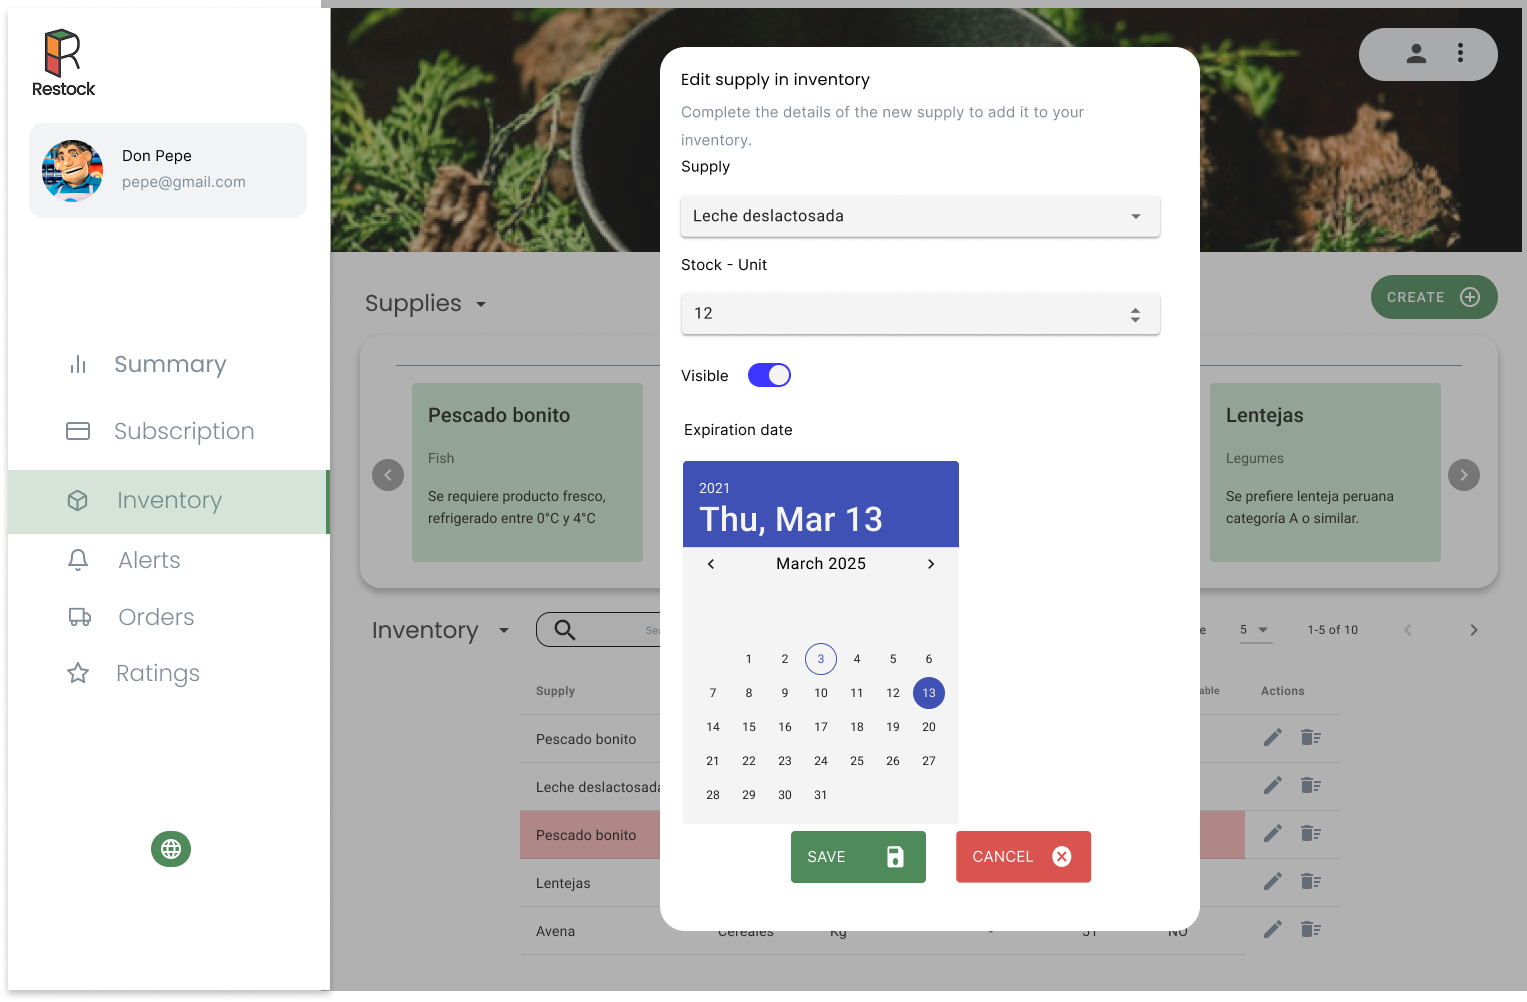 Restock
Don Pepe
pepe@gmail.com
Summary
Subscription
Inventory
Alerts
Orders
Ratings
Supplies
CREATE
Pescado bonito
Fish
Se requiere producto fresco,
refrigerado entre 0°C y 4°C
Lentejas
Legumes
Se prefiere lenteja peruana
categoría A o similar.
Inventory
5
1-5 of 10
Supply
Actions
Pescado bonito
Leche deslactosada
Pescado bonito
Lentejas
Avena Cereales Kg - 51 NO
Edit supply in inventory
Complete the details of the new supply to add it to your
inventory.
Supply
Leche deslactosada
Stock - Unit
12
Visible
Expiration date
2021
Thu, Mar 13
March 2025
1 2 3 4 5 6
7 8 9 10 11 12 13
14 15 16 17 18 19 20
21 22 23 24 25 26 27
28 29 30 31
SAVE
CANCEL